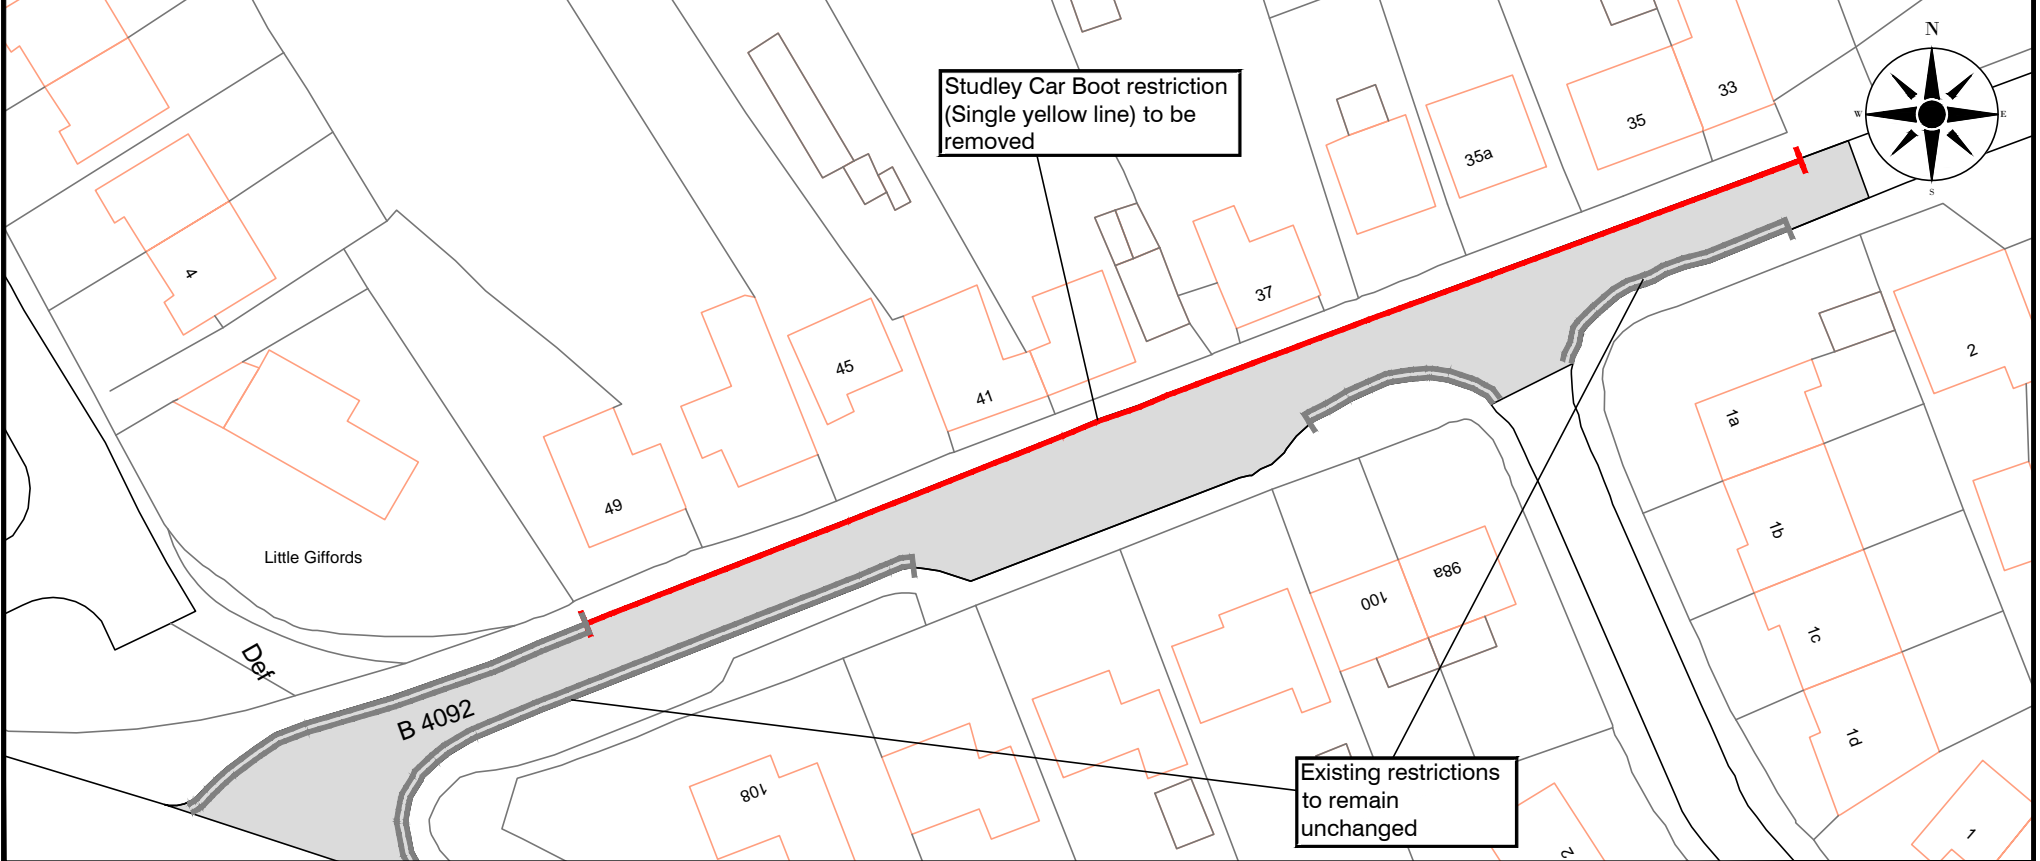 N
W
E
S
Studley Car Boot restriction
(Single yellow line) to be
removed
33
35
35a
37
4
45
41
49
2
1a
1b
1c
1d
1
2
Little Giffords
Def
B 4092
98a
100
108
Existing restrictions
to remain
unchanged